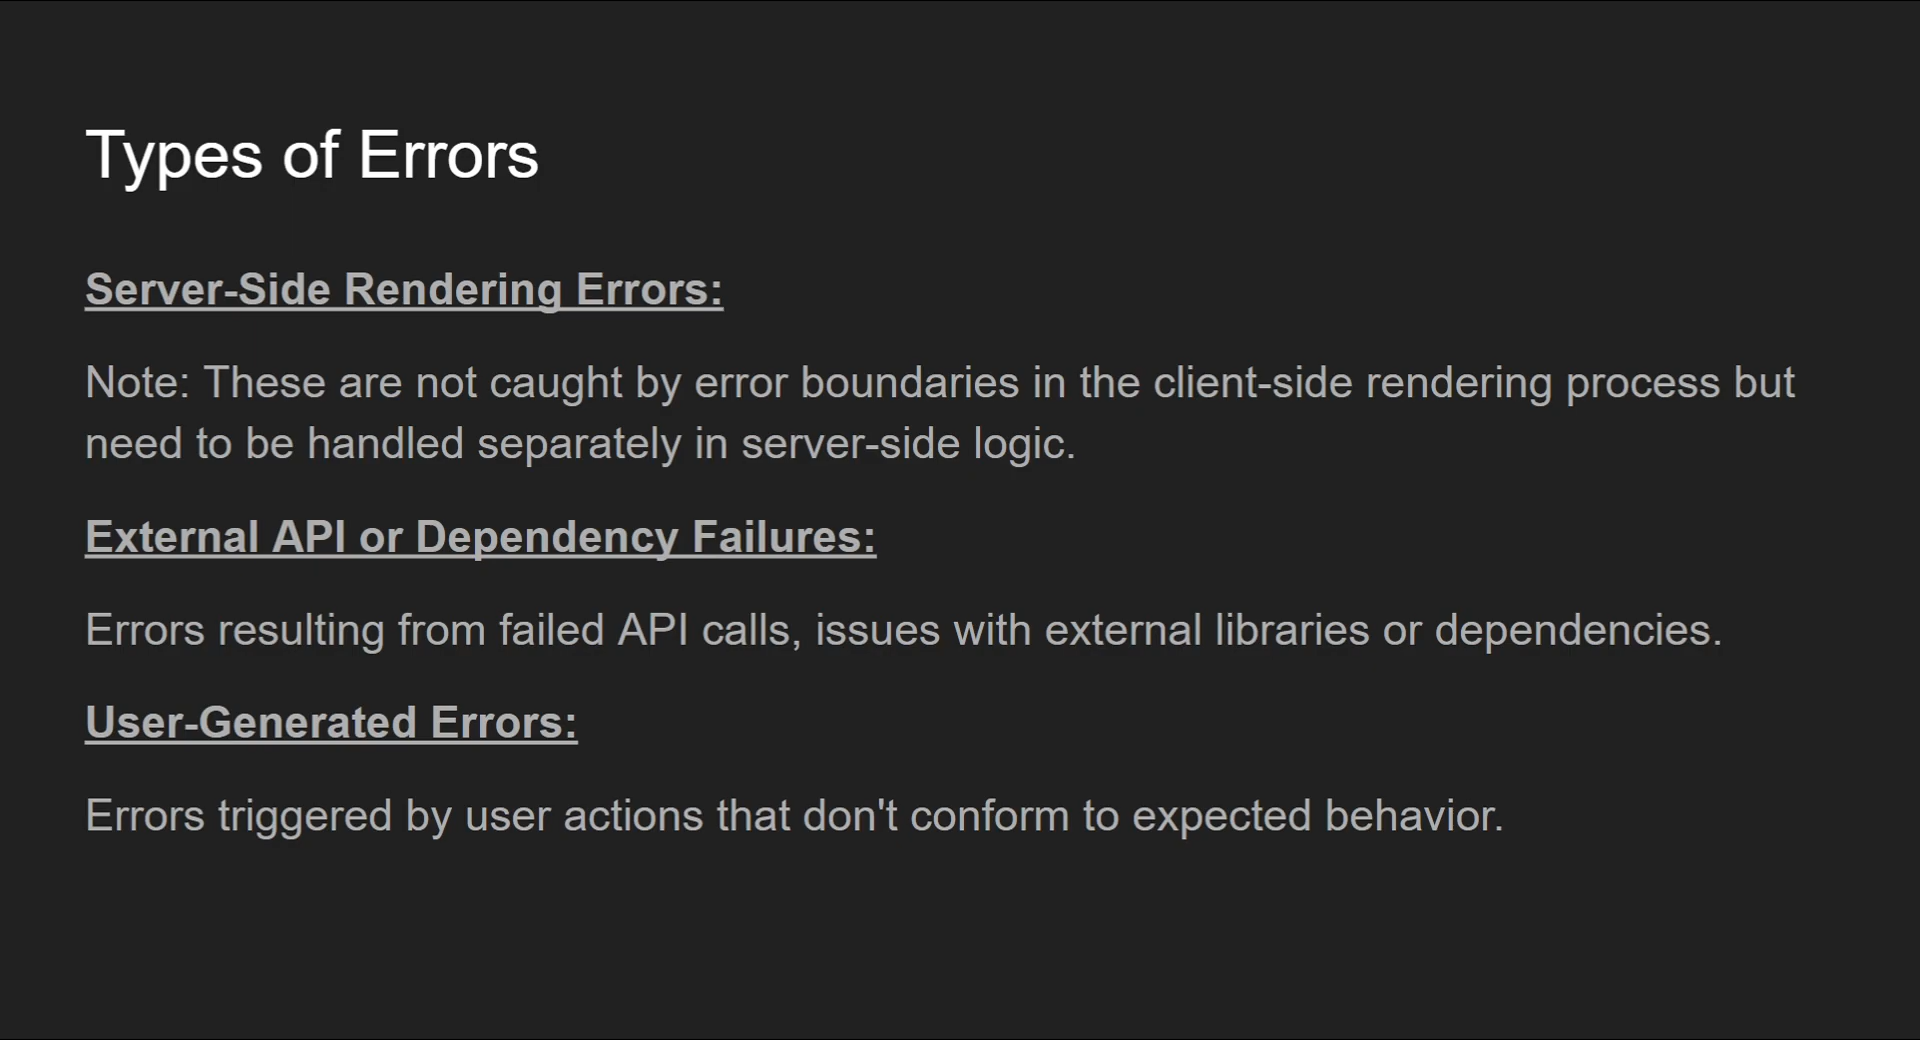 Types of Errors
Server-Side Rendering Errors:
Note: These are not caught by error boundaries in the client-side rendering process but
need to be handled separately in server-side logic.
External API or Dependency Failures:
Errors resulting from failed API calls, issues with external libraries or dependencies.
User-Generated Errors:
Errors triggered by user actions that don't conform to expected behavior.